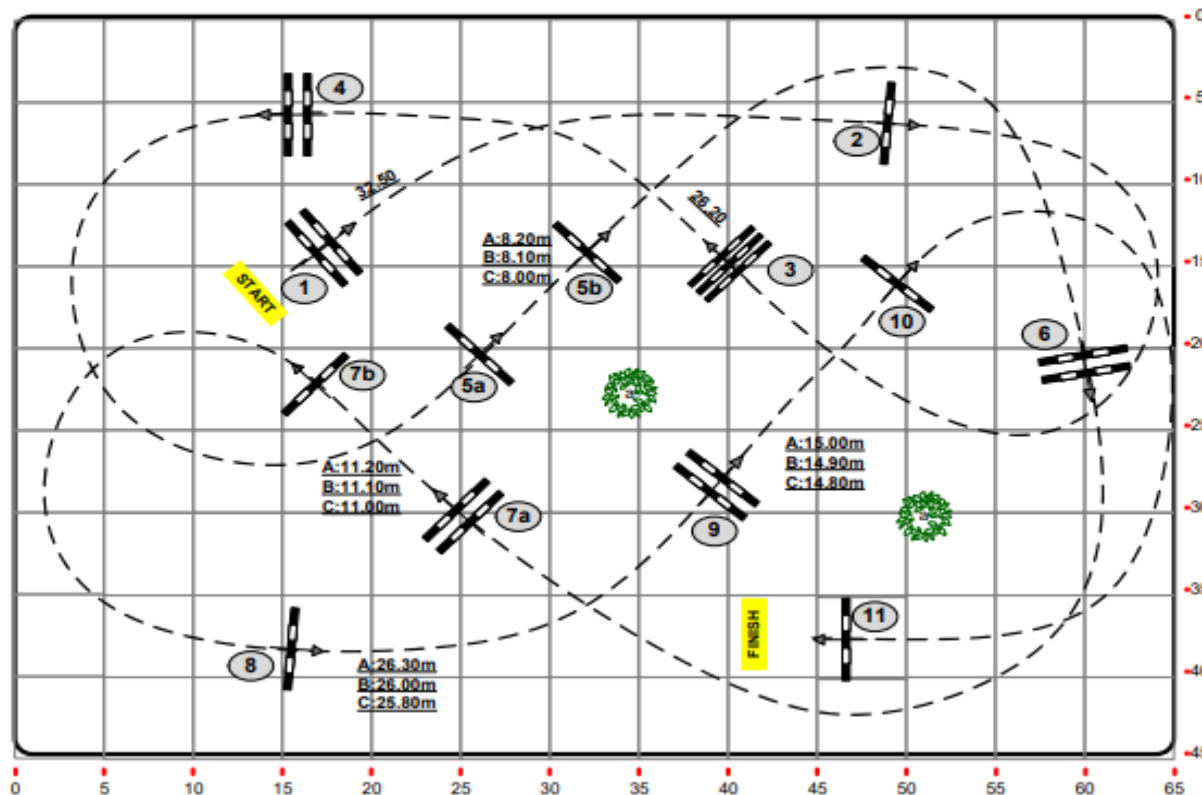 0
5
4
2
10
32.50
26.20
A:8.20m
B:8.10m
C:8.00m
15
START
1
5b
3
10
6
20
7b
5a
25
A:15.00m
B:14.90m
C:14.80m
A:11.20m
B:11.10m
C:11.00m
7a
9
30
35
FINISH
11
8
A:26.30m
B:26.00m
C:25.80m
40
45
0 5 10 15 20 25 30 35 40 45 50 55 60 65